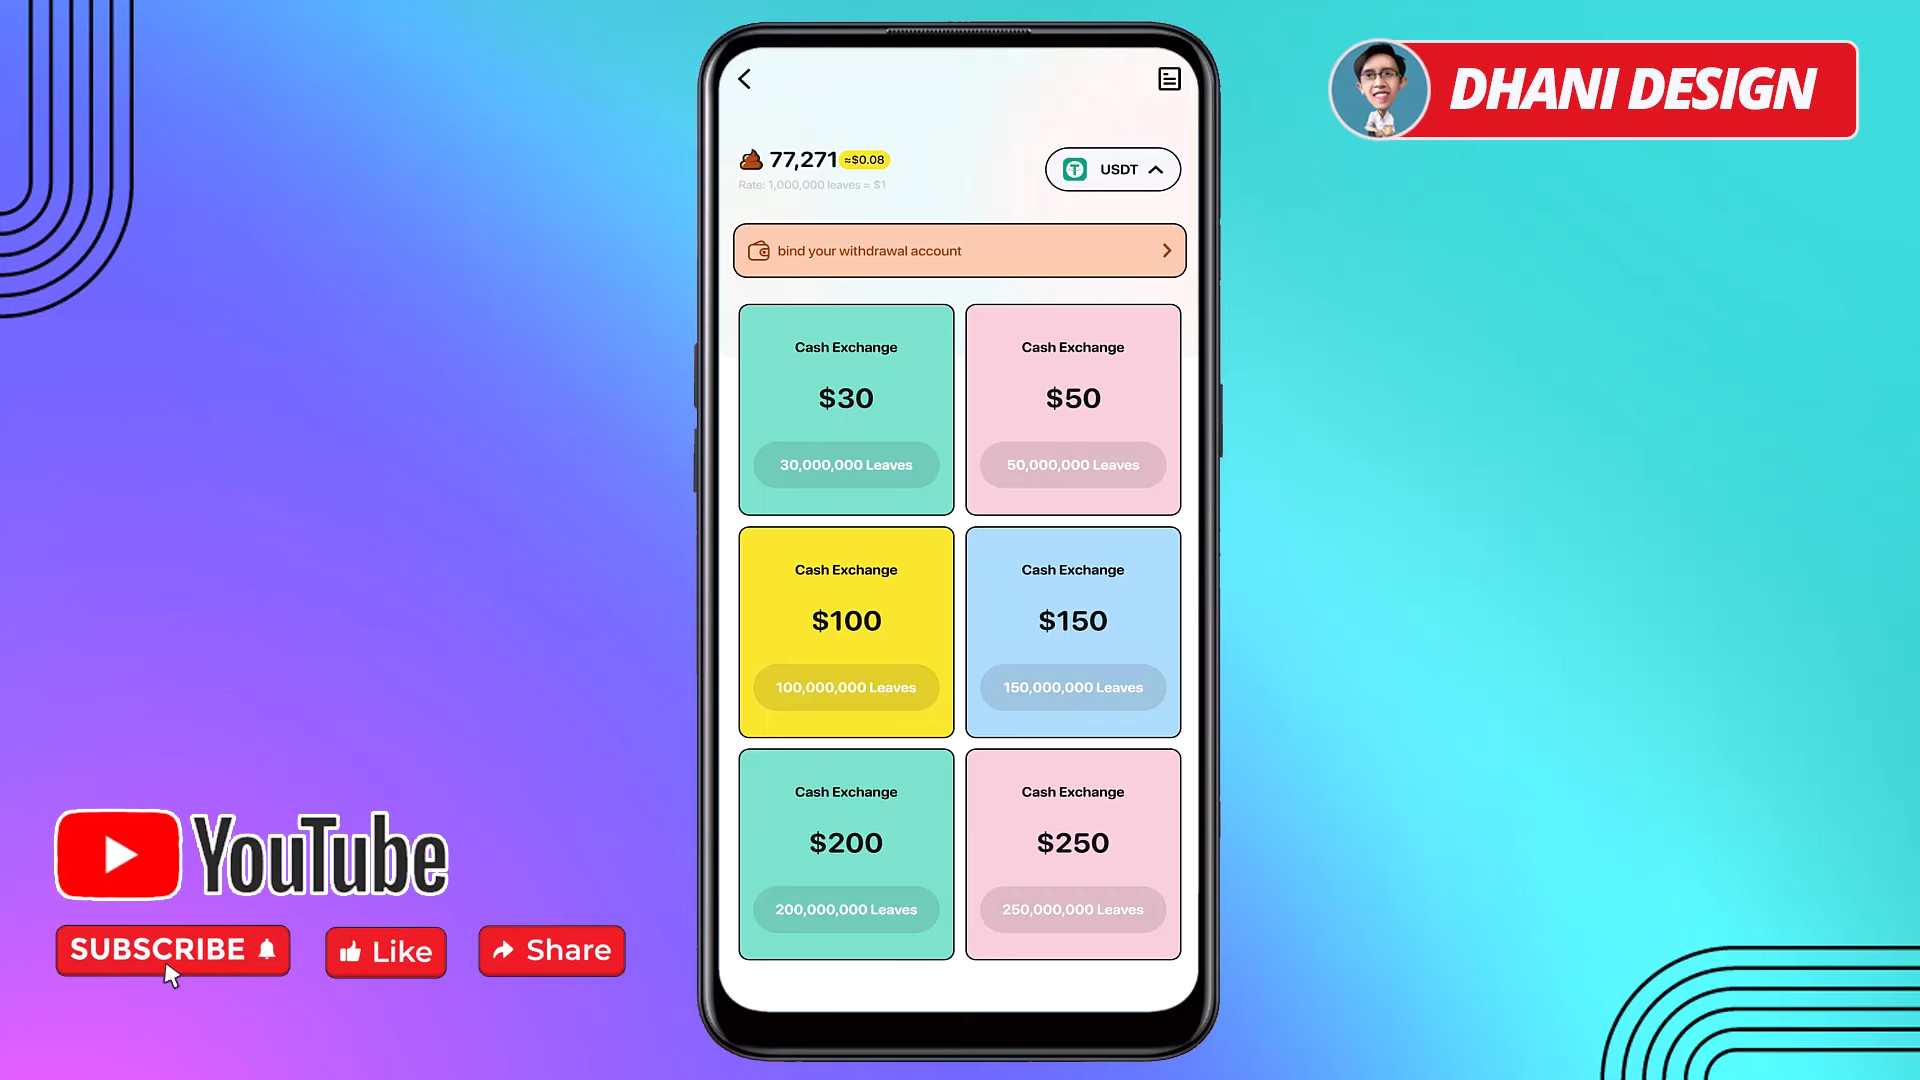 DHANI DESIGN
77,271 ≈$0.08
Rate: 1,000,000 leaves = $1
USDT
bind your withdrawal account
Cash Exchange
$30
30,000,000 Leaves
Cash Exchange
$50
50,000,000 Leaves
Cash Exchange
$100
100,000,000 Leaves
Cash Exchange
$150
150,000,000 Leaves
Cash Exchange
$200
200,000,000 Leaves
Cash Exchange
$250
250,000,000 Leaves
YouTube
SUBSCRIBE
Like
Share